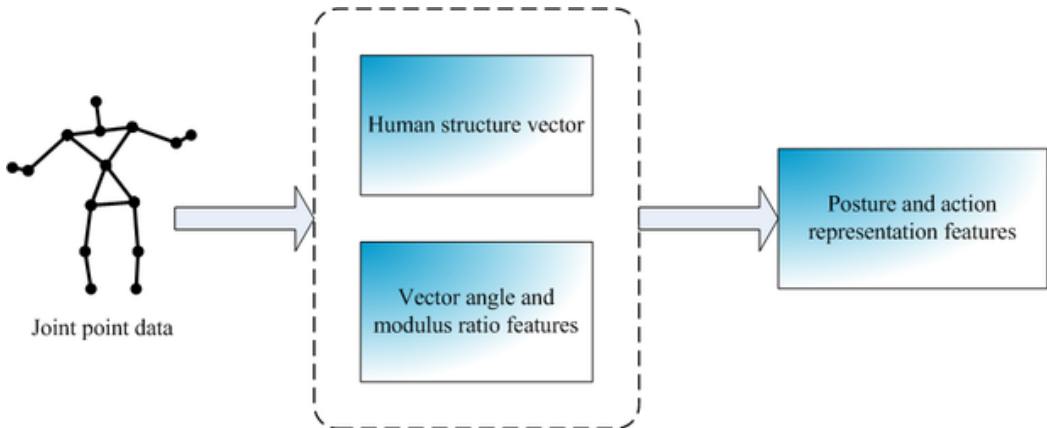 Joint point data
Human structure vector
Vector angle and
modulus ratio features
Posture and action
representation features